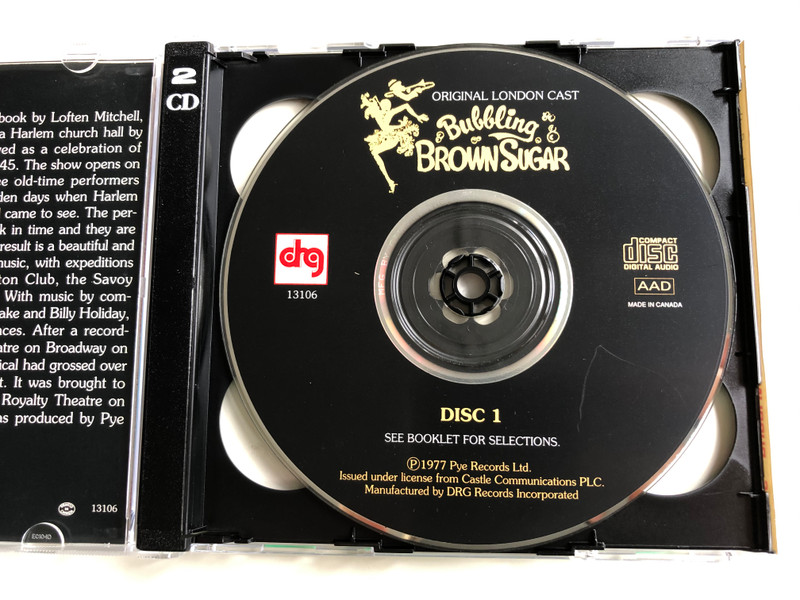 book by Loften Mitchell,
a Harlem church hall by
ved as a celebration of
45. The show opens on
e old-time performers
den days when Harlem
l came to see. The per-
k in time and they are
result is a beautiful and
music, with expeditions
ton Club, the Savoy
With music by com-
ake and Billy Holiday,
nces. After a record-
atre on Broadway on
ical had grossed over
t. It was brought to
Royalty Theatre on
as produced by Pye
13106
2
CD
ORIGINAL LONDON CAST
Bubbling
BROWN SUGAR
drg
13106
COMPACT
disc
DIGITAL AUDIO
AAD
MADE IN CANADA
DISC 1
SEE BOOKLET FOR SELECTIONS.
Ⓟ1977 Pye Records Ltd.
Issued under license from Castle Communications PLC.
Manufactured by DRG Records Incorporated